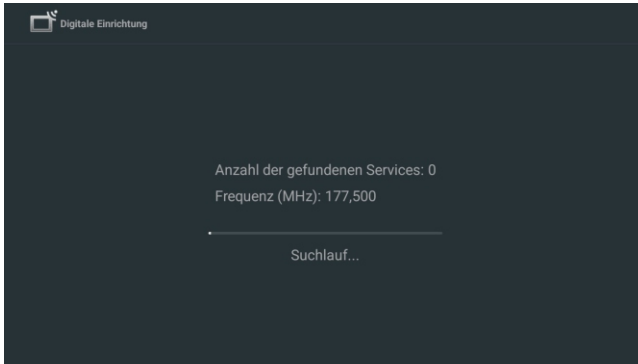 Digitale Einrichtung
Anzahl der gefundenen Services: 0
Frequenz (MHz): 177,500
Suchlauf...